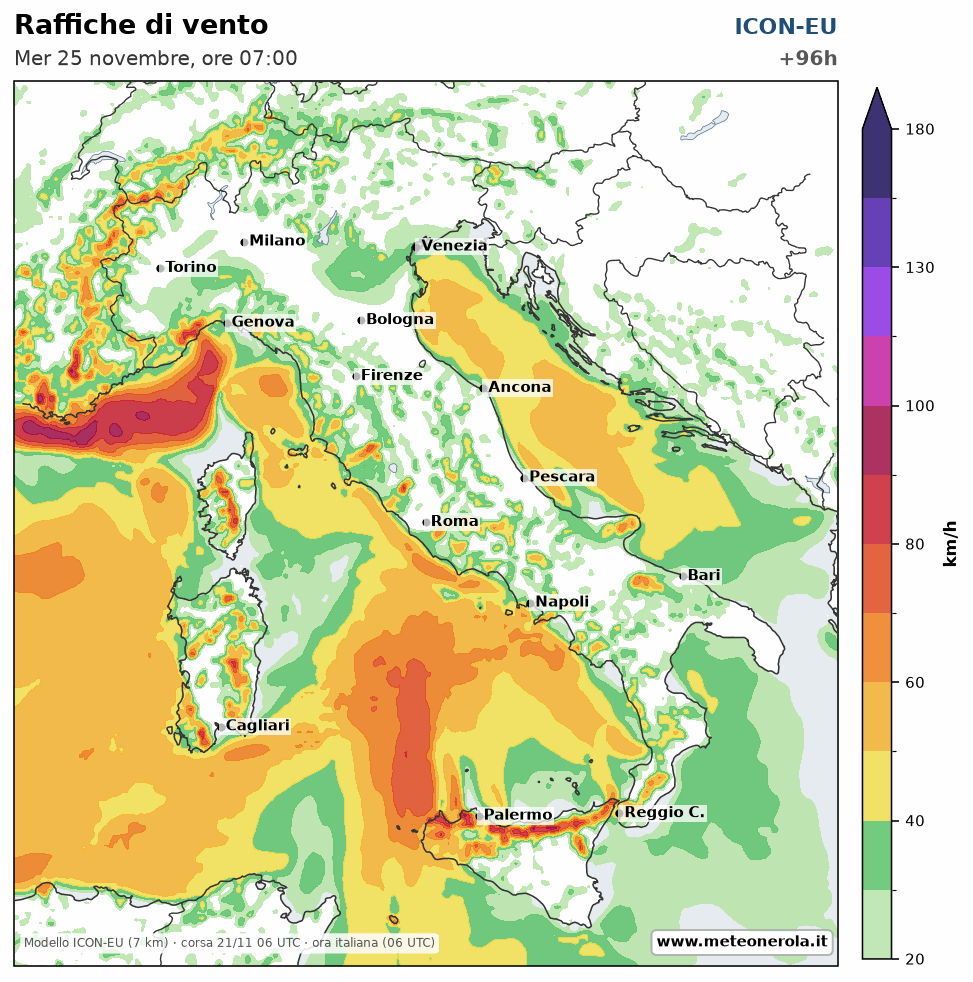 Raffiche di vento
ICON-EU
Mer 25 novembre, ore 07:00
+96h
180
130
100
80
60
40
20
km/h
Milano
Venezia
Torino
Genova
Bologna
Firenze
Ancona
Pescara
Roma
Bari
Napoli
Cagliari
Palermo
Reggio C.
Modello ICON-EU (7 km) · corsa 21/11 06 UTC · ora italiana (06 UTC)
www.meteonerola.it